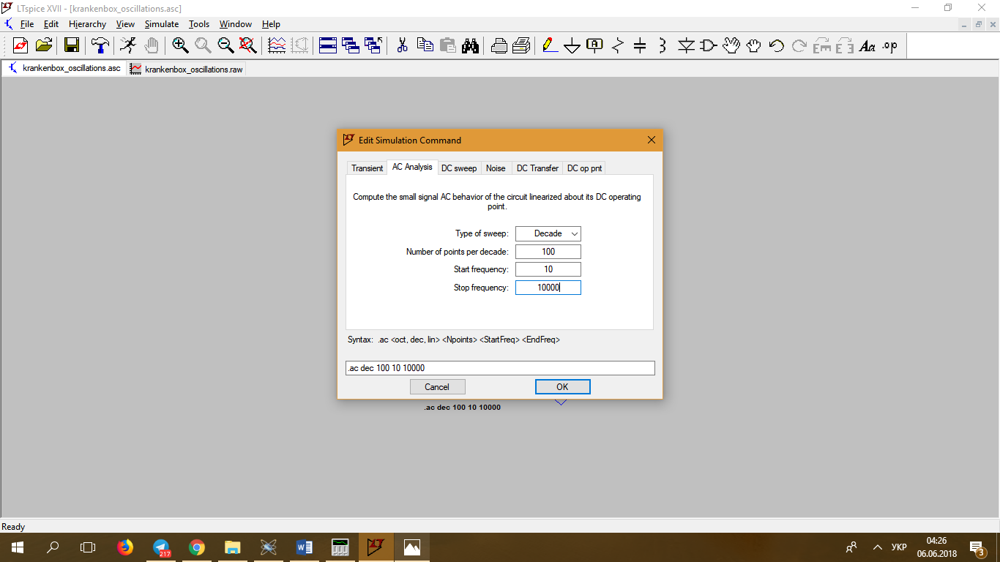 LTspice XVII - [krankenbox_oscillations.asc]
File Edit Hierarchy View Simulate Tools Window Help
Aa .op
krankenbox_oscillations.asc krankenbox_oscillations.raw
Edit Simulation Command
Transient AC Analysis DC sweep Noise DC Transfer DC op pnt
Compute the small signal AC behavior of the circuit linearized about its DC operating
point.
Type of sweep: Decade
Number of points per decade: 100
Start frequency: 10
Stop frequency: 10000
Syntax: .ac <oct, dec, lin> <Npoints> <StartFreq> <EndFreq>
.ac dec 100 10 10000
Cancel OK
.ac dec 100 10 10000
Ready
217
УКР
04:26
06.06.2018
3